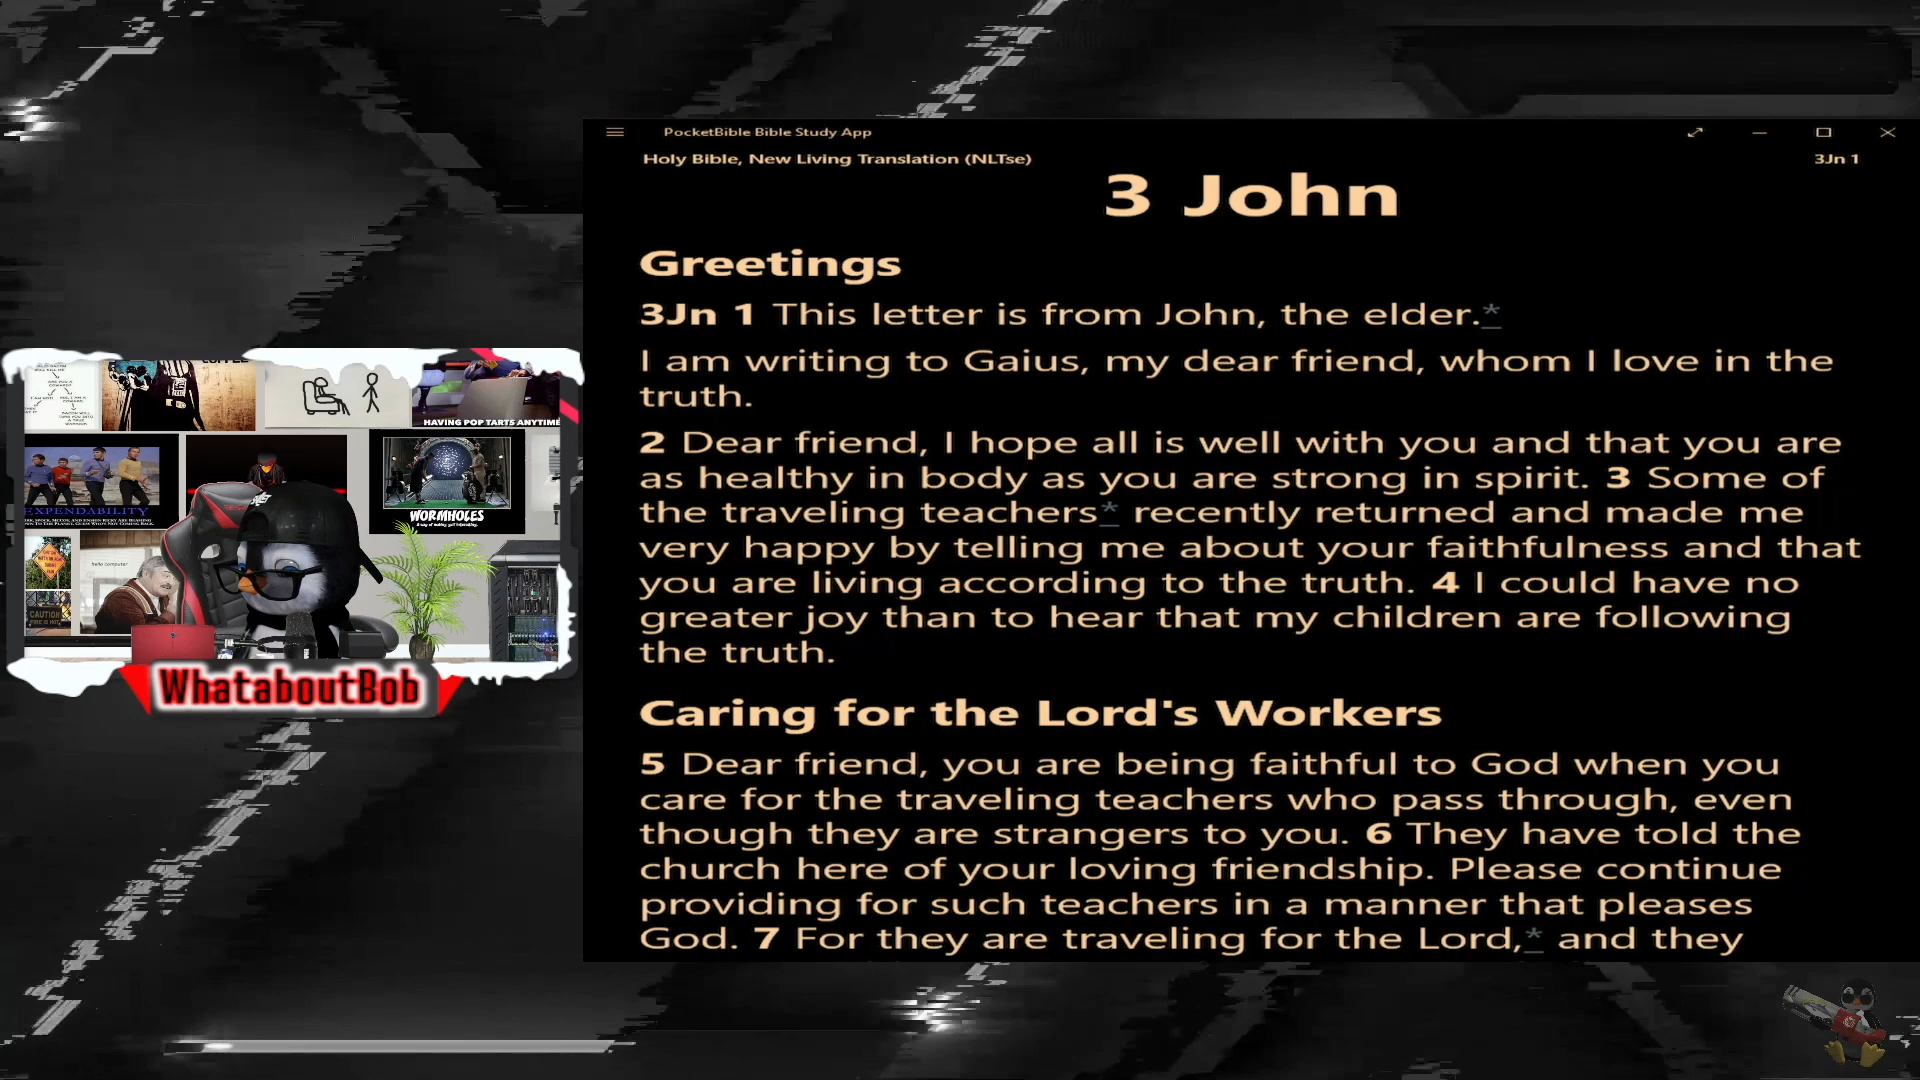 PocketBible Bible Study App
Holy Bible, New Living Translation (NLTse)
3Jn 1
3 John
Greetings
3Jn 1 This letter is from John, the elder.*
I am writing to Gaius, my dear friend, whom I love in the
truth.
2 Dear friend, I hope all is well with you and that you are
as healthy in body as you are strong in spirit. 3 Some of
the traveling teachers* recently returned and made me
very happy by telling me about your faithfulness and that
you are living according to the truth. 4 I could have no
greater joy than to hear that my children are following
the truth.
Caring for the Lord's Workers
5 Dear friend, you are being faithful to God when you
care for the traveling teachers who pass through, even
though they are strangers to you. 6 They have told the
church here of your loving friendship. Please continue
providing for such teachers in a manner that pleases
God. 7 For they are traveling for the Lord,* and they
HAVING POP TARTS ANYTIME
EXPENDABILITY
WORMHOLES
hello computer
CAUTION
WhataboutBob